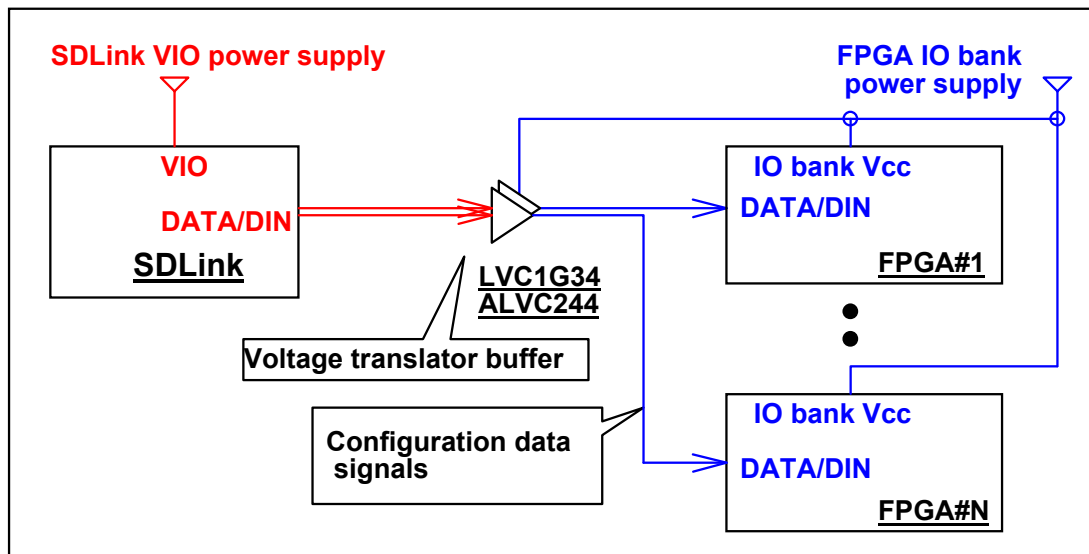 SDLink VIO power supply
FPGA IO bank
power supply
VIO
DATA/DIN
SDLink
LVC1G34
ALVC244
Voltage translator buffer
Configuration data
signals
IO bank Vcc
DATA/DIN
FPGA#1
IO bank Vcc
DATA/DIN
FPGA#N